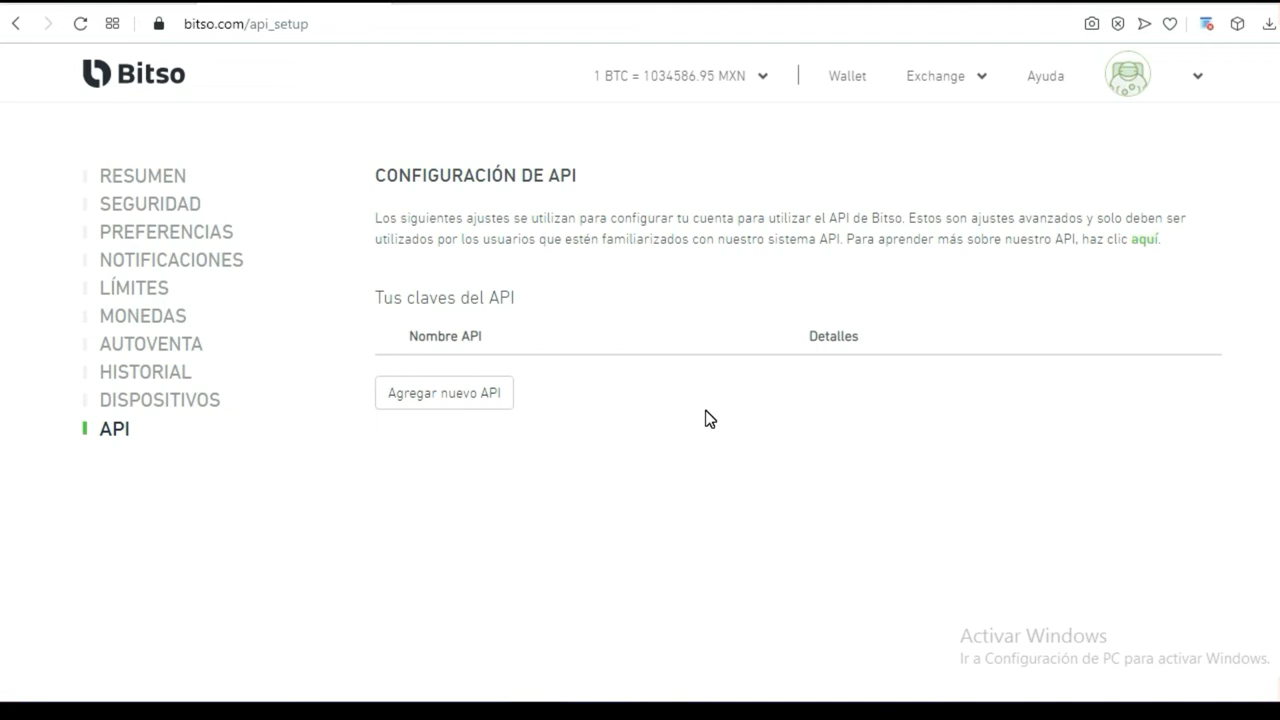 bitso.com/api_setup
Bitso
1 BTC = 1034586.95 MXN
Wallet
Exchange
Ayuda
RESUMEN
SEGURIDAD
PREFERENCIAS
NOTIFICACIONES
LÍMITES
MONEDAS
AUTOVENTA
HISTORIAL
DISPOSITIVOS
API
CONFIGURACIÓN DE API
Los siguientes ajustes se utilizan para configurar tu cuenta para utilizar el API de Bitso. Estos son ajustes avanzados y solo deben ser
utilizados por los usuarios que estén familiarizados con nuestro sistema API. Para aprender más sobre nuestro API, haz clic aquí.
Tus claves del API
Nombre API
Detalles
Agregar nuevo API
Activar Windows
Ir a Configuración de PC para activar Windows.